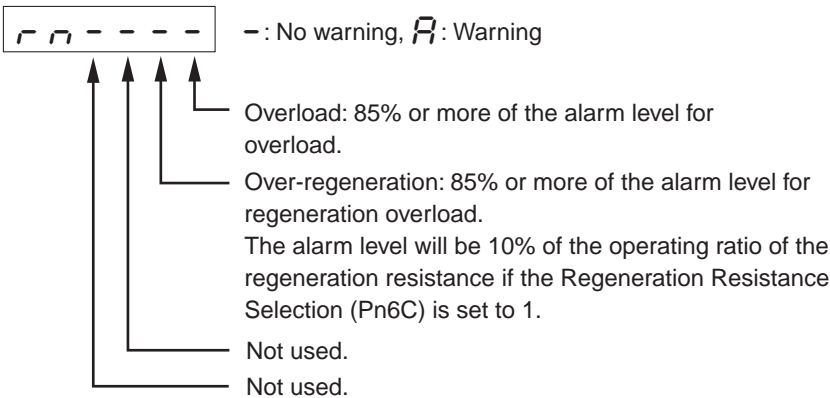 rn - - - -
- : No warning, A : Warning
Overload: 85% or more of the alarm level for
overload.
Over-regeneration: 85% or more of the alarm level for
regeneration overload.
The alarm level will be 10% of the operating ratio of the
regeneration resistance if the Regeneration Resistance
Selection (Pn6C) is set to 1.
Not used.
Not used.